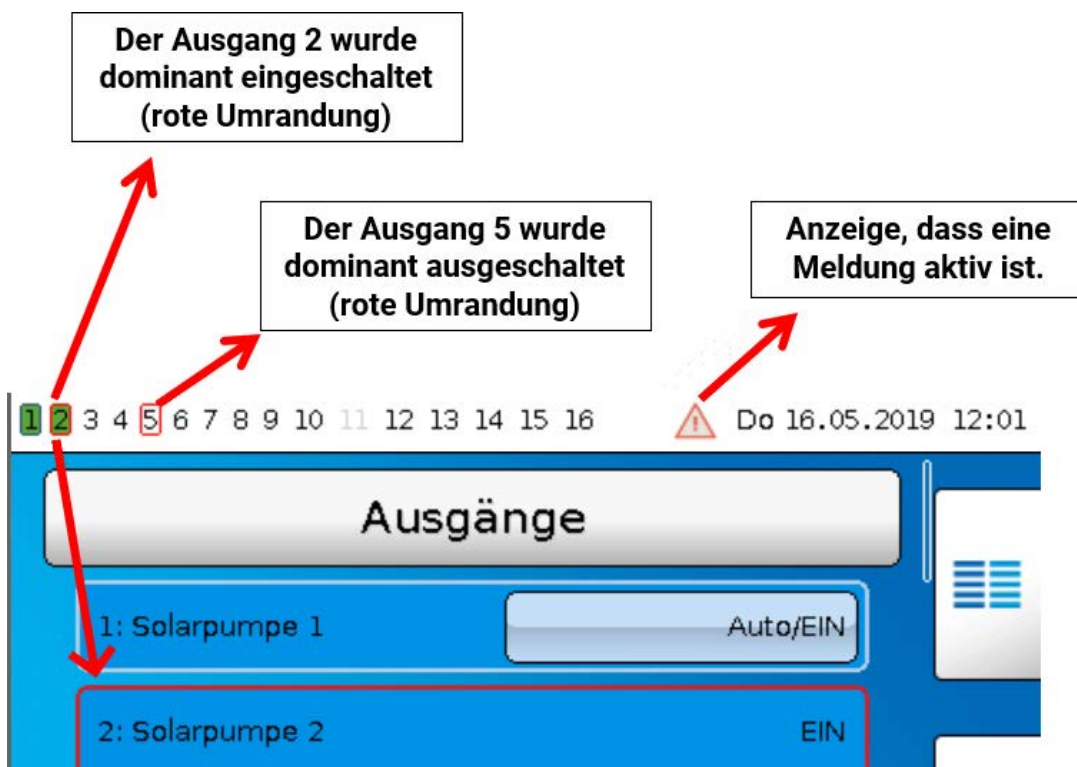 Der Ausgang 2 wurde
dominant eingeschaltet
(rote Umrandung)
Der Ausgang 5 wurde
dominant ausgeschaltet
(rote Umrandung)
Anzeige, dass eine
Meldung aktiv ist.
1 2 3 4 5 6 7 8 9 10 11 12 13 14 15 16 Do 16.05.2019 12:01
Ausgänge
1: Solarpumpe 1 Auto/EIN
2: Solarpumpe 2 EIN